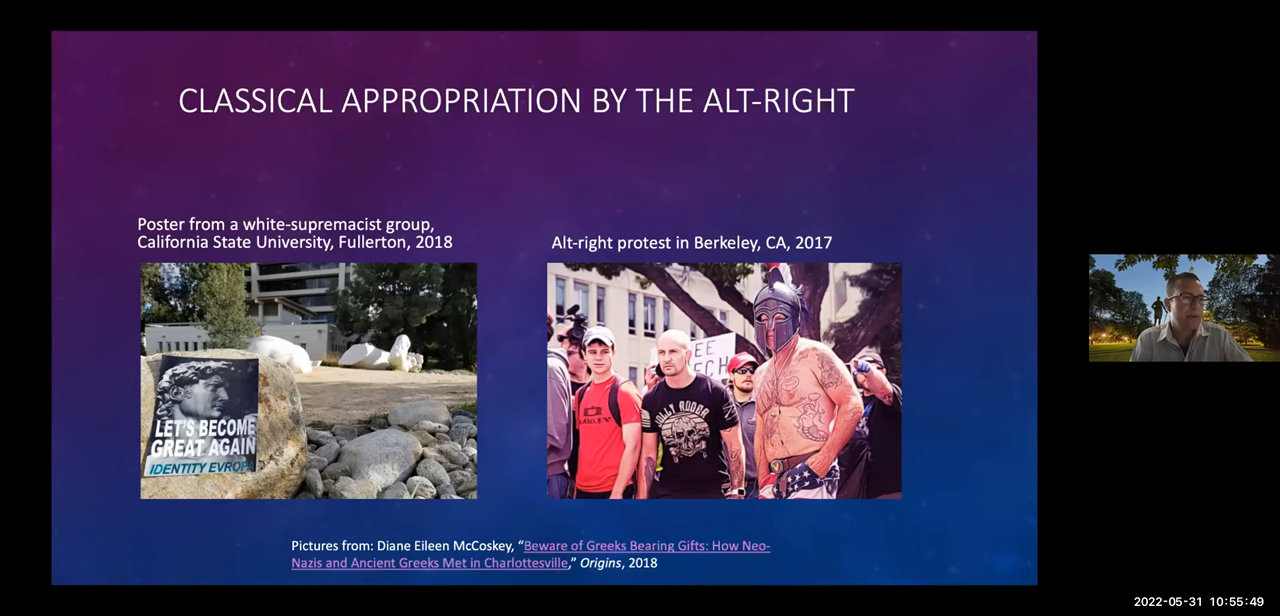 CLASSICAL APPROPRIATION BY THE ALT-RIGHT
Poster from a white-supremacist group,
California State University, Fullerton, 2018
Alt-right protest in Berkeley, CA, 2017
LET'S BECOME
GREAT AGAIN
IDENTITY EVROPA
EE
ECH
Pictures from: Diane Eileen McCoskey, “Beware of Greeks Bearing Gifts: How Neo-
Nazis and Ancient Greeks Met in Charlottesville,” Origins, 2018
2022-05-31 10:55:49